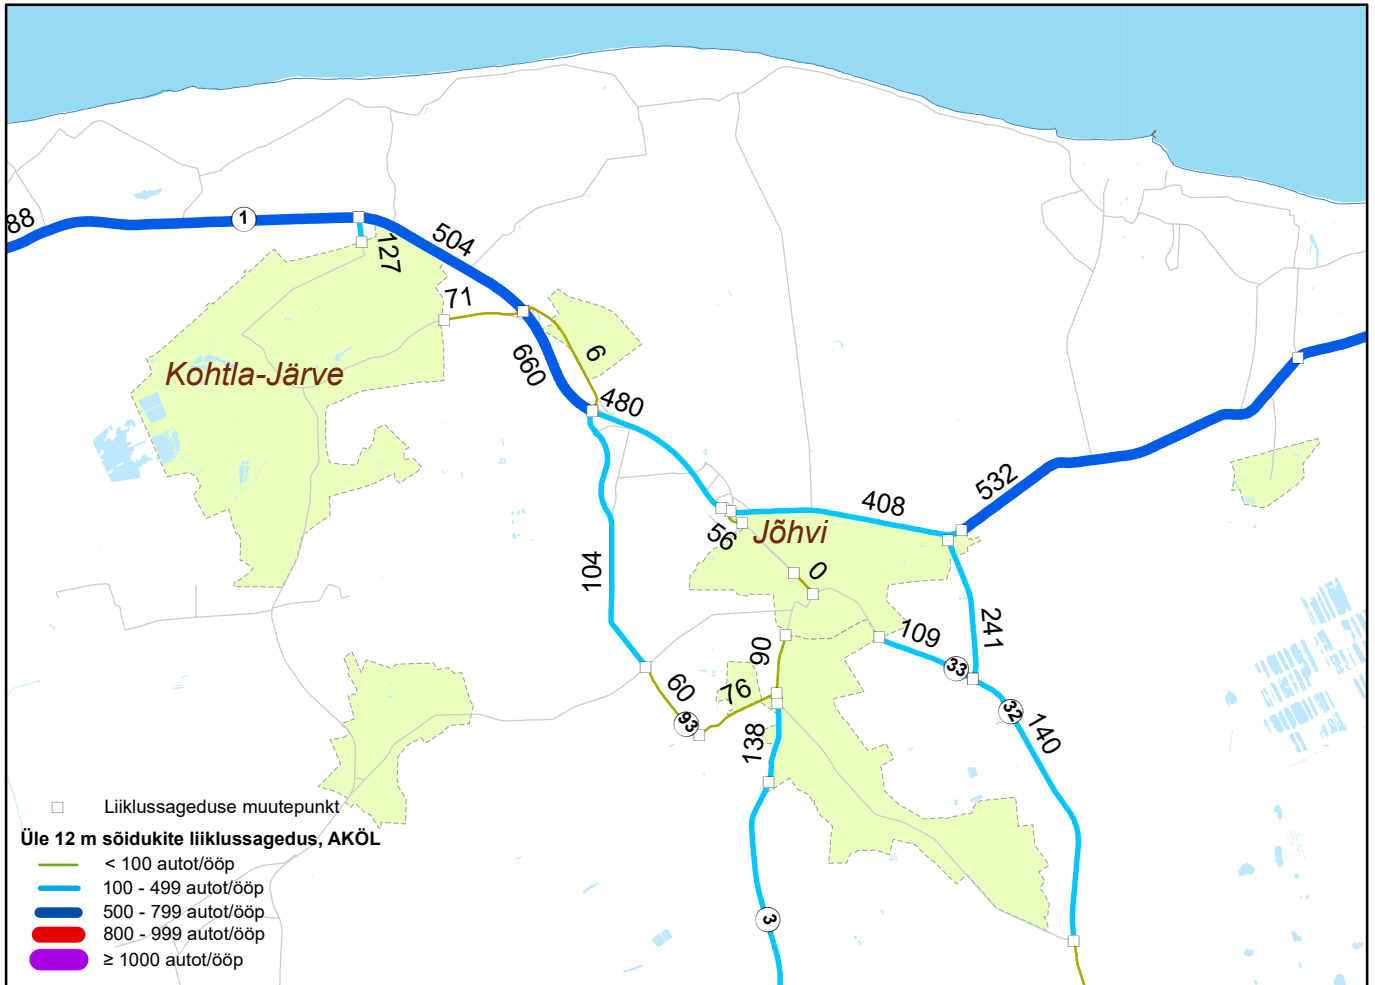 88
1
504
127
71
660
6
Kohtla-Järve
480
408
532
56
Jõhvi
0
104
241
109
33
90
60
76
93
32
140
138
3
Liiklussageduse muutepunkt
Üle 12 m sõidukite liiklussagedus, AKÖL
< 100 autot/ööp
100 - 499 autot/ööp
500 - 799 autot/ööp
800 - 999 autot/ööp
≥ 1000 autot/ööp